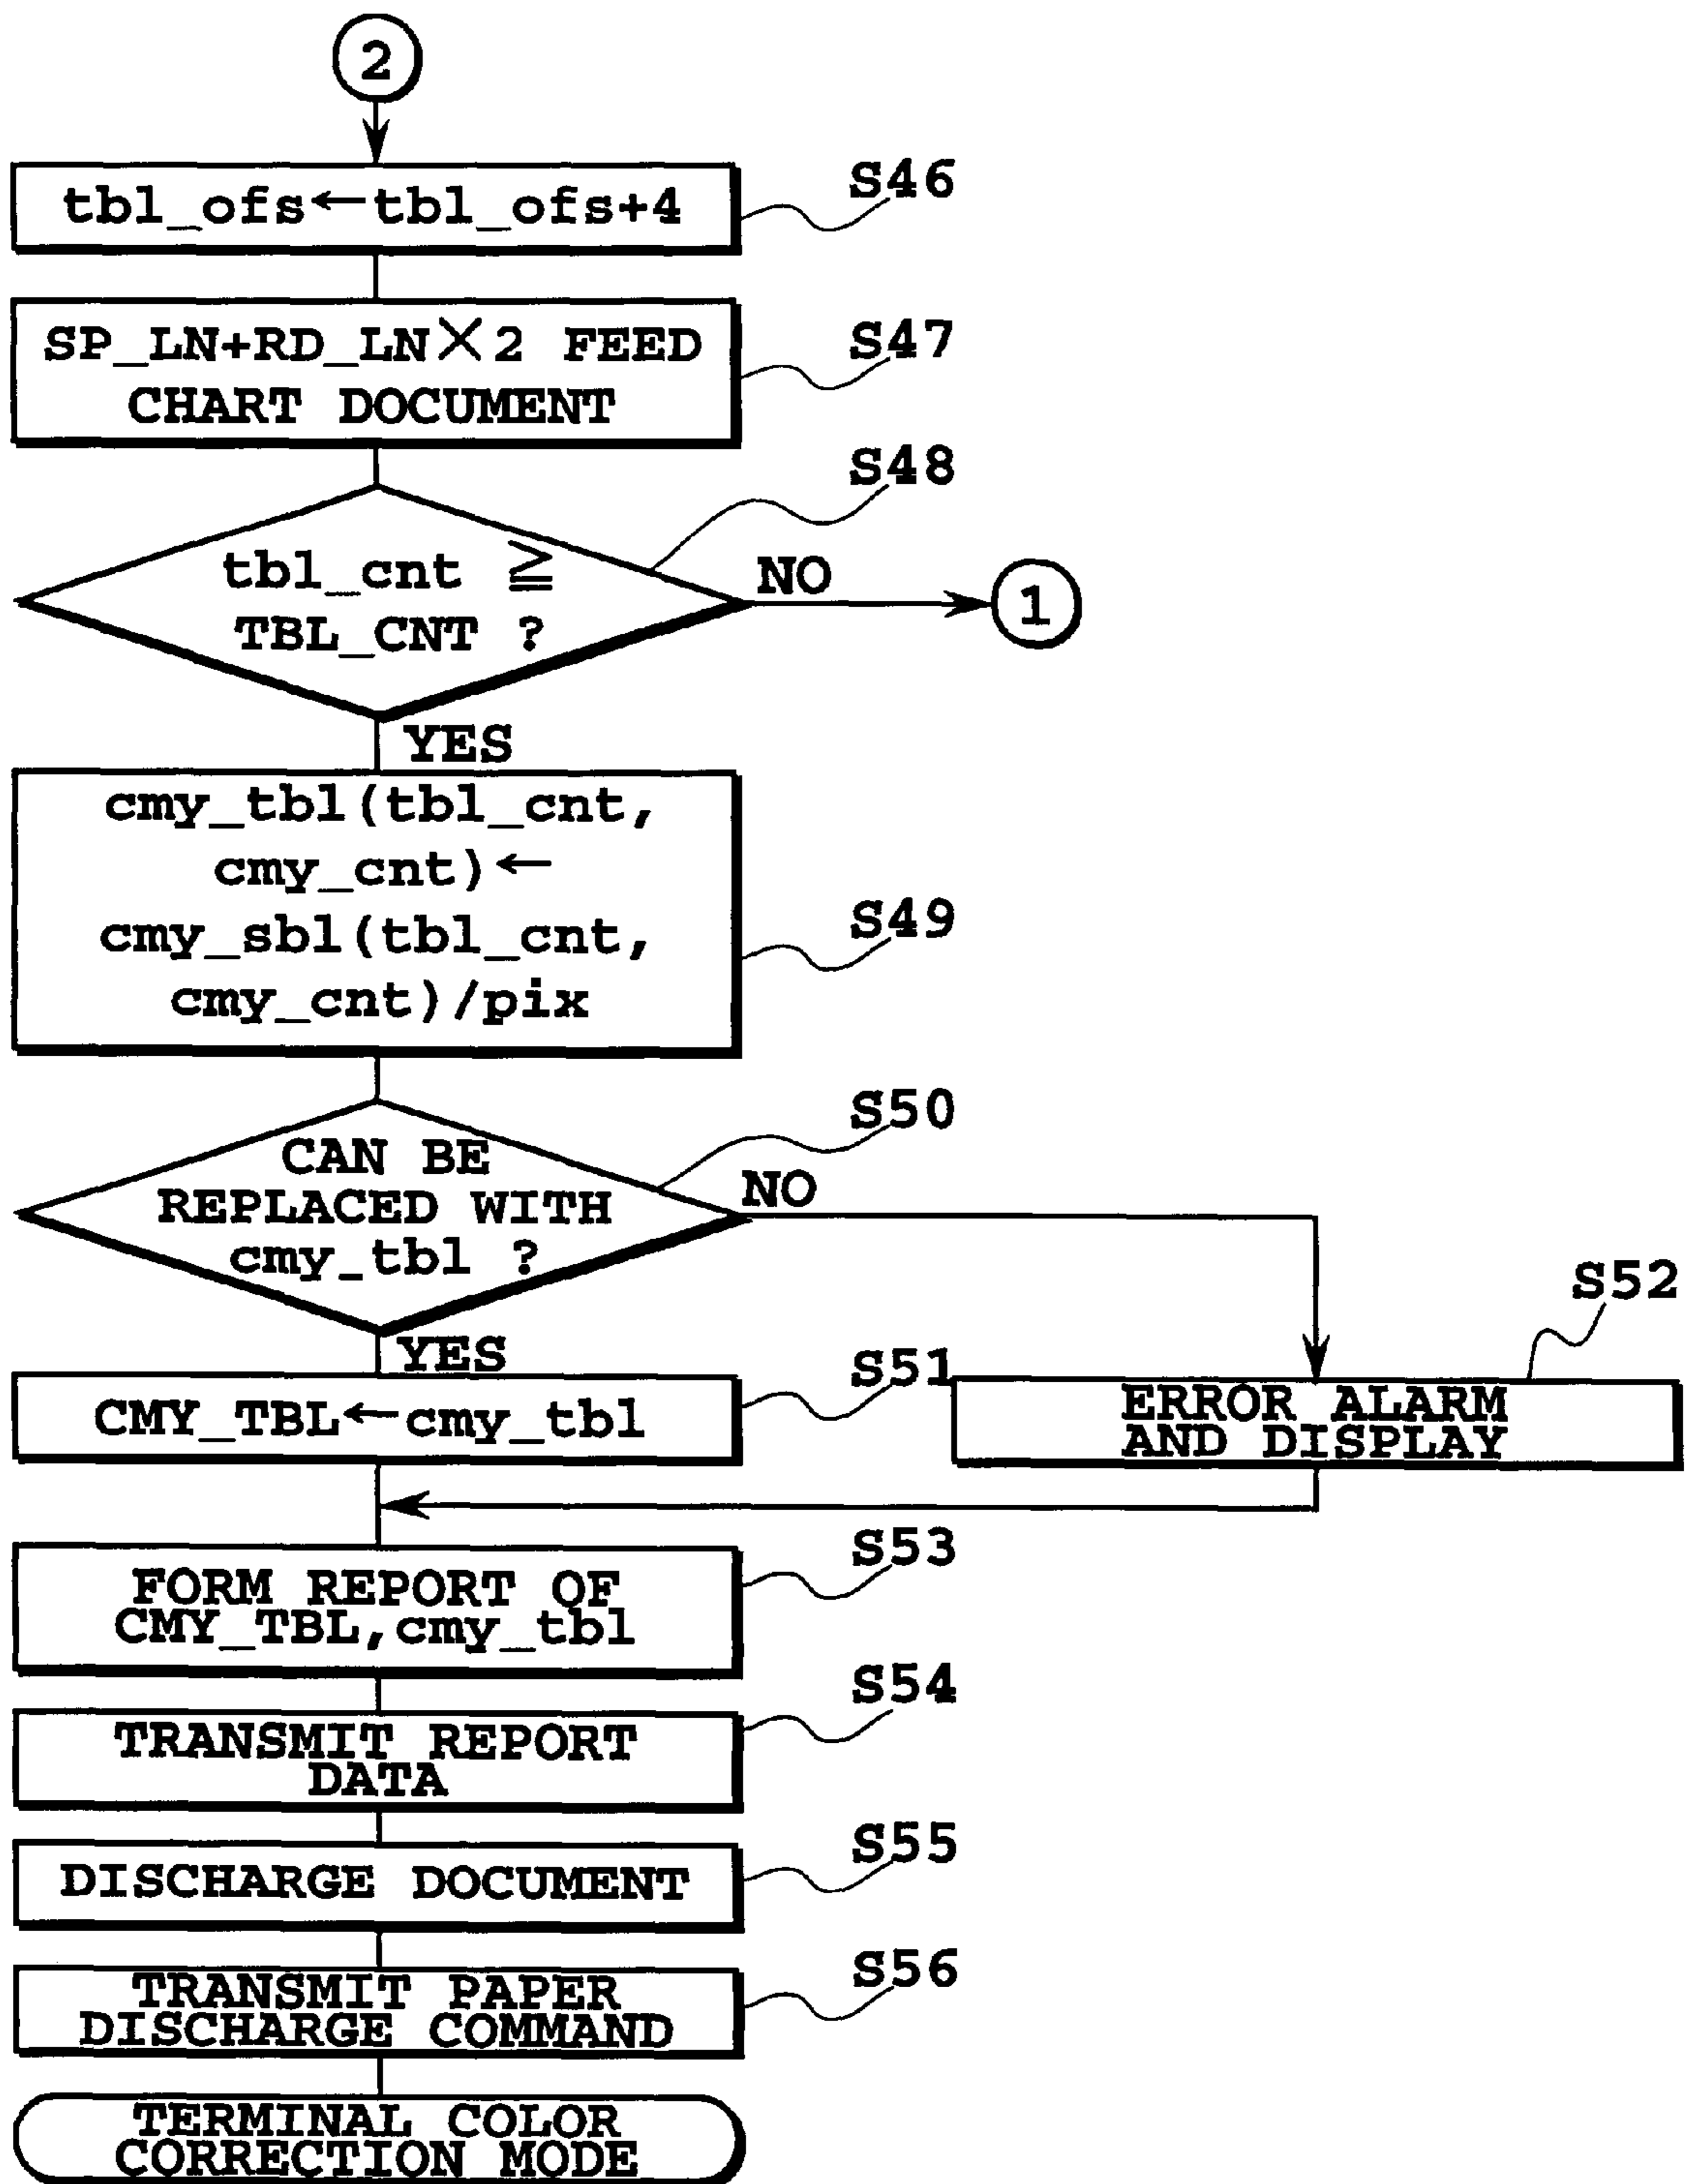 2
tbl_ofs←tbl_ofs+4
S46
SP_LN+RD_LN×2 FEED
CHART DOCUMENT
S47
S48
tbl_cnt ≧
TBL_CNT ?
NO
1
YES
cmy_tbl(tbl_cnt,
cmy_cnt)←
cmy_sbl(tbl_cnt,
cmy_cnt)/pix
S49
S50
CAN BE
REPLACED WITH
cmy_tbl ?
NO
YES
S52
ERROR ALARM
AND DISPLAY
CMY_TBL←cmy_tbl
S51
FORM REPORT OF
CMY_TBL,cmy_tbl
S53
TRANSMIT REPORT
DATA
S54
DISCHARGE DOCUMENT
S55
TRANSMIT PAPER
DISCHARGE COMMAND
S56
TERMINAL COLOR
CORRECTION MODE